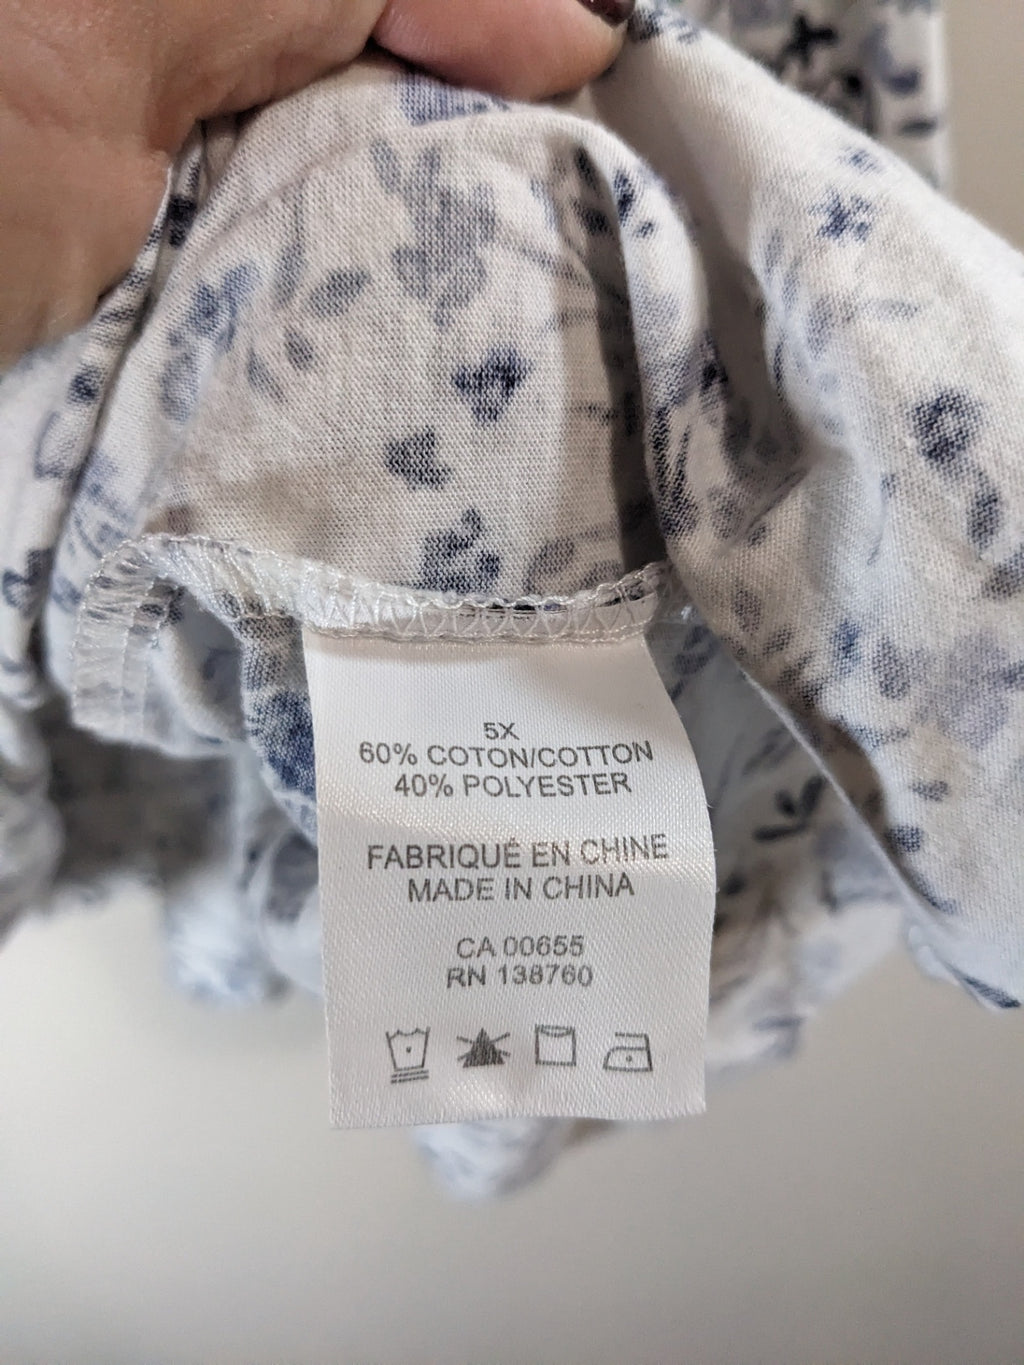 5X
60% COTON/COTTON
40% POLYESTER
FABRIQUÉ EN CHINE
MADE IN CHINA
CA 00655
RN 138760